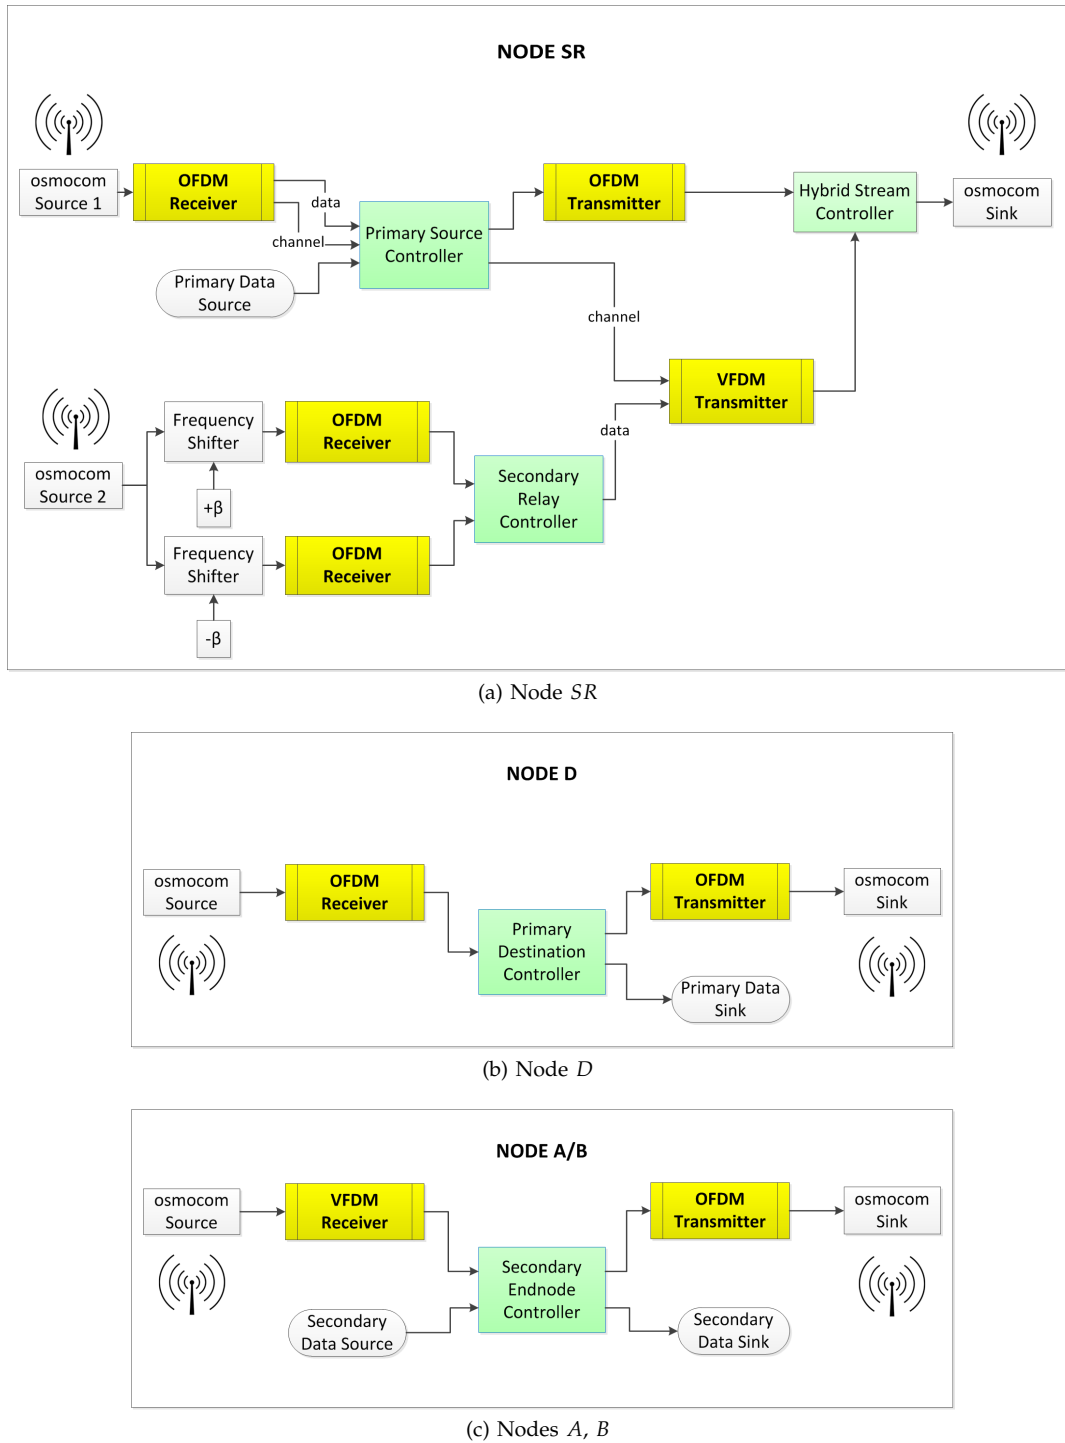 NODE SR
osmocom
Source 1
OFDM
Receiver
data
channel
Primary Source
Controller
Primary Data
Source
OFDM
Transmitter
Hybrid Stream
Controller
osmocom
Sink
channel
VFDM
Transmitter
data
osmocom
Source 2
Frequency
Shifter
+β
OFDM
Receiver
Secondary
Relay
Controller
Frequency
Shifter
-β
OFDM
Receiver
(a) Node SR
NODE D
osmocom
Source
OFDM
Receiver
Primary
Destination
Controller
OFDM
Transmitter
osmocom
Sink
Primary Data
Sink
(b) Node D
NODE A/B
osmocom
Source
VFDM
Receiver
Secondary
Endnode
Controller
Secondary
Data Source
OFDM
Transmitter
osmocom
Sink
Secondary
Data Sink
(c) Nodes A, B